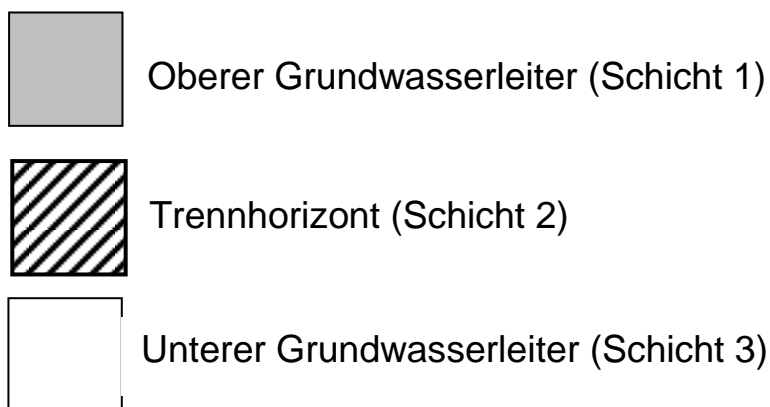 Oberer Grundwasserleiter (Schicht 1)
Trennhorizont (Schicht 2)
Unterer Grundwasserleiter (Schicht 3)